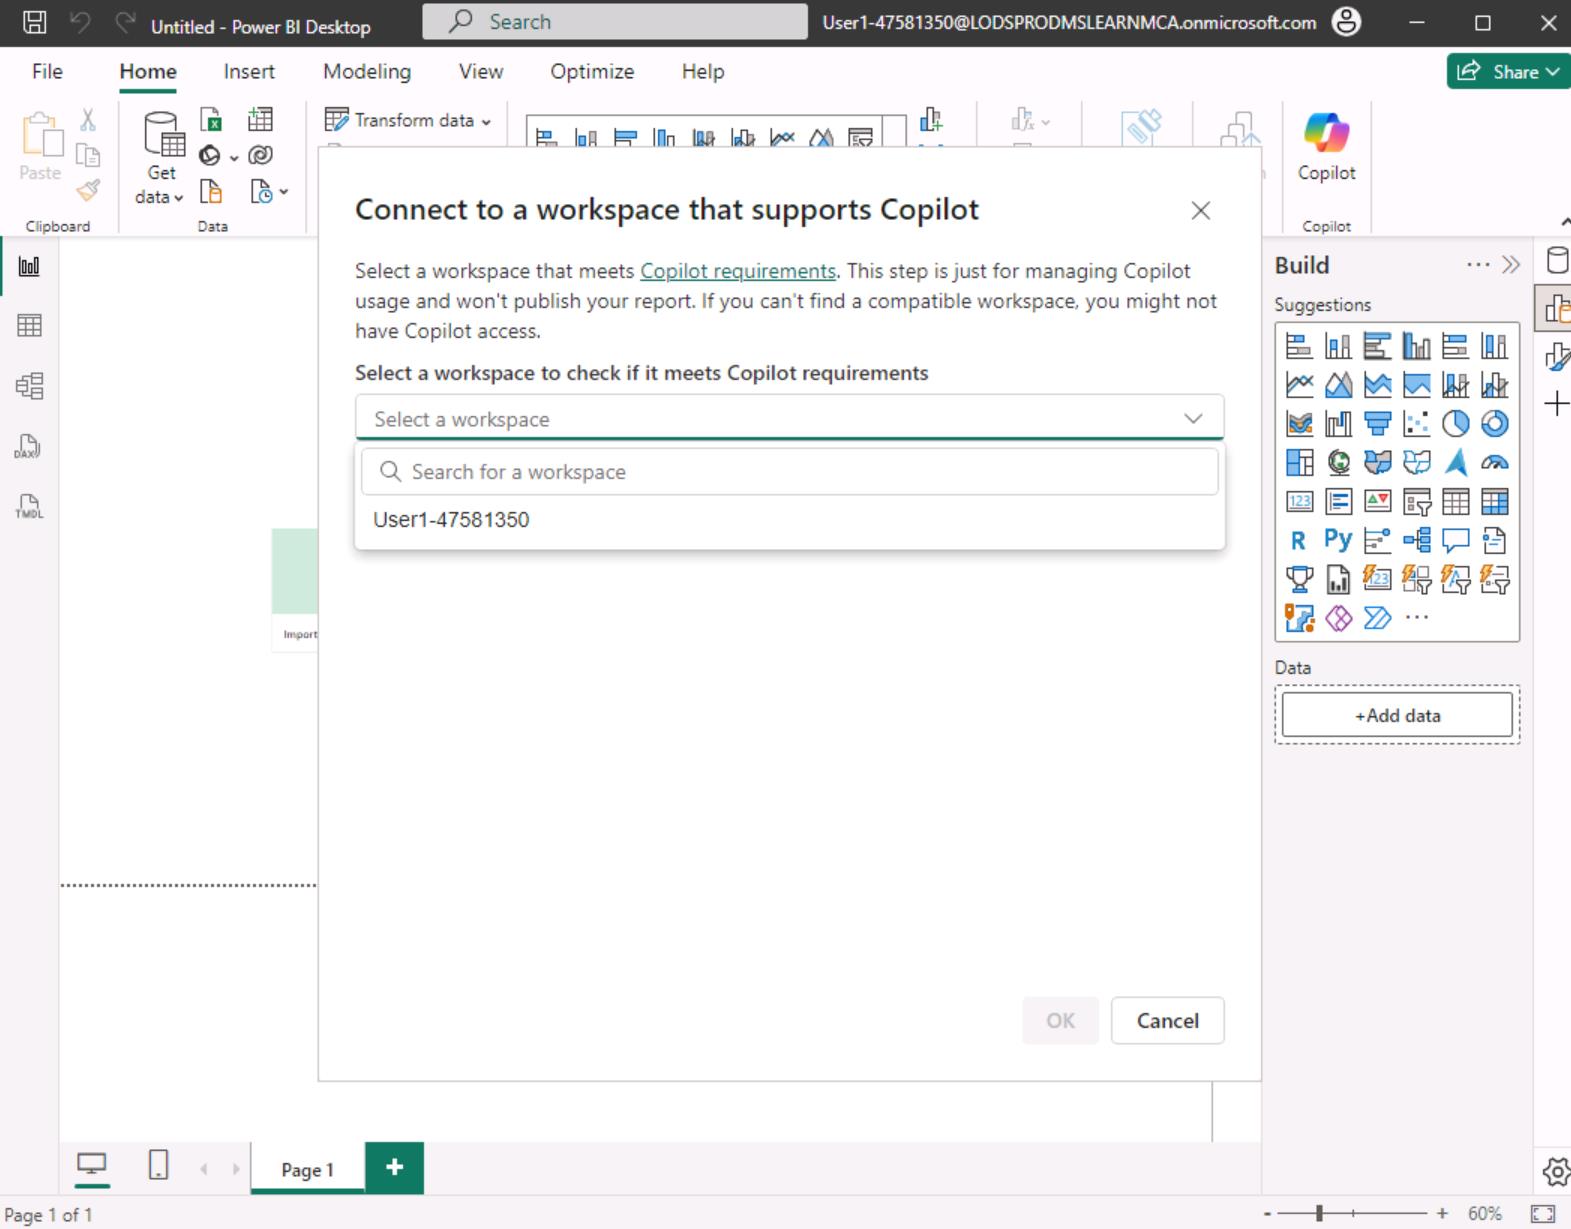 Untitled - Power BI Desktop
Search
User1-47581350@LODSPRODMSLEARNMCA.onmicrosoft.com
File
Home
Insert
Modeling
View
Optimize
Help
Share
Paste
Get
data
Transform data
Copilot
Clipboard
Data
Copilot
DAX
TMDL
Import
Connect to a workspace that supports Copilot
Select a workspace that meets Copilot requirements. This step is just for managing Copilot
usage and won't publish your report. If you can't find a compatible workspace, you might not
have Copilot access.
Select a workspace to check if it meets Copilot requirements
Select a workspace
Search for a workspace
User1-47581350
OK
Cancel
Build
Suggestions
123
R
Py
123
Data
+Add data
Page 1
Page 1 of 1
- + 60%